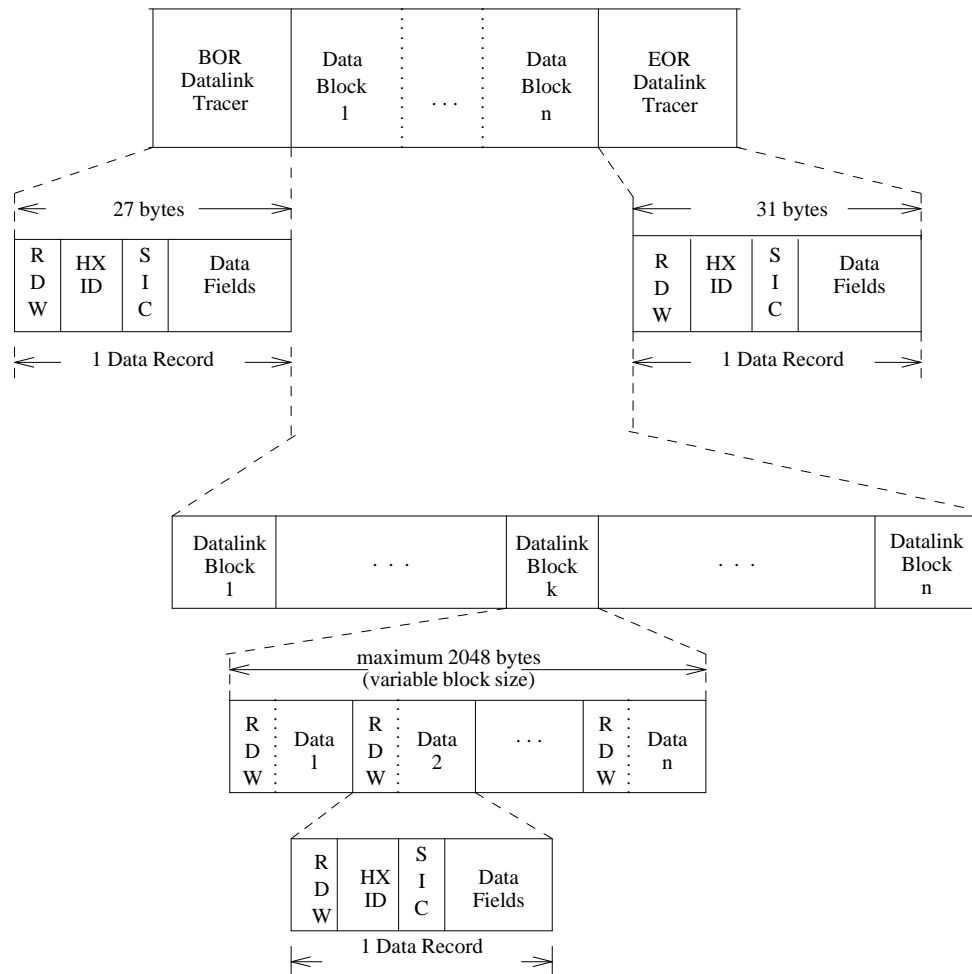 BOR
Datalink
Tracer
Data
Block
1
. . .
Data
Block
n
EOR
Datalink
Tracer
27 bytes
R
D
W
HX
ID
S
I
C
Data
Fields
1 Data Record
31 bytes
R
D
W
HX
ID
S
I
C
Data
Fields
1 Data Record
Datalink
Block
1
. . .
Datalink
Block
k
. . .
Datalink
Block
n
maximum 2048 bytes
(variable block size)
R
D
W
Data
1
R
D
W
Data
2
. . .
R
D
W
Data
n
R
D
W
HX
ID
S
I
C
Data
Fields
1 Data Record